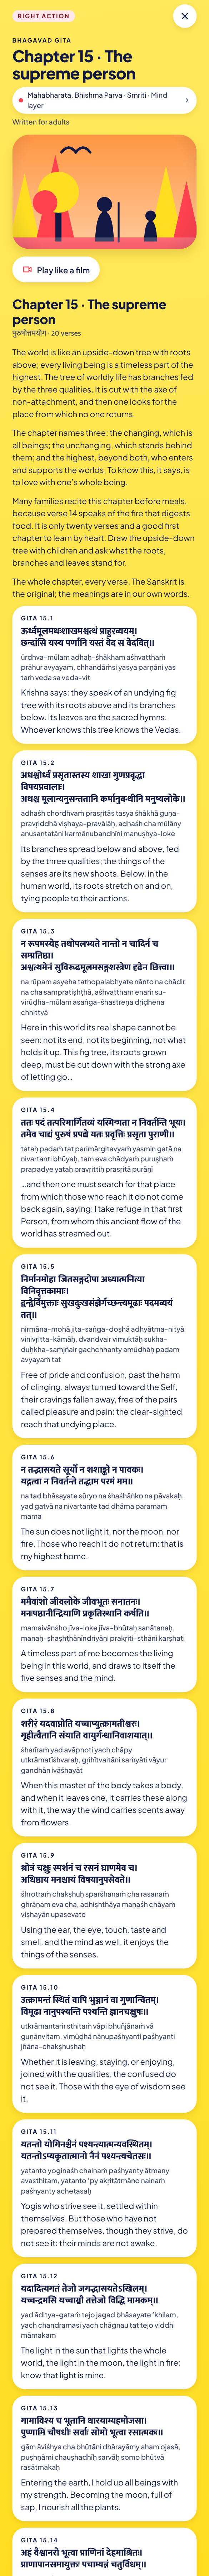 RIGHT ACTION
BHAGAVAD GITA
Chapter 15 · The
supreme person
Mahabharata, Bhishma Parva · Smriti · Mind
layer
Written for adults
Play like a film
Chapter 15 · The supreme
person
पुरुषोत्तमयोग · 20 verses
The world is like an upside-down tree with roots
above; every living being is a timeless part of the
highest. The tree of worldly life has branches fed
by the three qualities. It is cut with the axe of
non-attachment, and then one looks for the
place from which no one returns.
The chapter names three: the changing, which is
all beings; the unchanging, which stands behind
them; and the highest, beyond both, who enters
and supports the worlds. To know this, it says, is
to love with one's whole being.
Many families recite this chapter before meals,
because verse 14 speaks of the fire that digests
food. It is only twenty verses and a good first
chapter to learn by heart. Draw the upside-down
tree with children and ask what the roots,
branches and leaves stand for.
The whole chapter, every verse. The Sanskrit is
the original; the meanings are in our own words.
GITA 15.1
ऊर्ध्वमूलमधःशाखमश्वत्थं प्राहुरव्ययम्।
छन्दांसि यस्य पर्णानि यस्तं वेद स वेदवित्॥
ūrdhva-mūlam adhaḥ-śhākham aśhvatthaṁ
prāhur avyayam, chhandāṁsi yasya parṇāni yas
taṁ veda sa veda-vit
Krishna says: they speak of an undying fig
tree with its roots above and its branches
below. Its leaves are the sacred hymns.
Whoever knows this tree knows the Vedas.
GITA 15.2
अधश्चोर्ध्वं प्रसृतास्तस्य शाखा गुणप्रवृद्धा
विषयप्रवालाः।
अधश्च मूलान्यनुसन्ततानि कर्मानुबन्धीनि मनुष्यलोके॥
adhaśh chordhvaṁ prasṛitās tasya śhākhā guṇa-
pravṛiddhā viṣhaya-pravālāḥ, adhaśh cha mūlāny
anusantatāni karmānubandhīni manuṣhya-loke
Its branches spread below and above, fed
by the three qualities; the things of the
senses are its new shoots. Below, in the
human world, its roots stretch on and on,
tying people to their actions.
GITA 15.3
न रूपमस्येह तथोपलभ्यते नान्तो न चादिर्न च
सम्प्रतिष्ठा।
अश्वत्थमेनं सुविरूढमूलमसङ्गशस्त्रेण दृढेन छित्त्वा॥
na rūpam asyeha tathopalabhyate nānto na chādir
na cha sampratiṣhṭhā, aśhvattham enaṁ su-
virūḍha-mūlam asaṅga-śhastreṇa dṛiḍhena
chhittvā
Here in this world its real shape cannot be
seen: not its end, not its beginning, not what
holds it up. This fig tree, its roots grown
deep, must be cut down with the strong axe
of letting go…
GITA 15.4
ततः पदं तत्परिमार्गितव्यं यस्मिन्गता न निवर्तन्ति भूयः।
तमेव चाद्यं पुरुषं प्रपद्ये यतः प्रवृत्तिः प्रसृता पुराणी॥
tataḥ padaṁ tat parimārgitavyaṁ yasmin gatā na
nivartanti bhūyaḥ, tam eva chādyaṁ puruṣhaṁ
prapadye yataḥ pravṛittiḥ prasṛitā purāṇī
…and then one must search for that place
from which those who reach it do not come
back again, saying: I take refuge in that first
Person, from whom this ancient flow of the
world has streamed out.
GITA 15.5
निर्मानमोहा जितसङ्गदोषा अध्यात्मनित्या
विनिवृत्तकामाः।
द्वन्द्वैर्विमुक्ताः सुखदुःखसंज्ञैर्गच्छन्त्यमूढाः पदमव्ययं
तत्॥
nirmāna-mohā jita-saṅga-doṣhā adhyātma-nityā
vinivṛitta-kāmāḥ, dvandvair vimuktāḥ sukha-
duḥkha-saṁjñair gachchhanty amūḍhāḥ padam
avyayaṁ tat
Free of pride and confusion, past the harm
of clinging, always turned toward the Self,
their cravings fallen away, free of the pairs
called pleasure and pain: the clear-sighted
reach that undying place.
GITA 15.6
न तद्भासयते सूर्यो न शशाङ्को न पावकः।
यद्गत्वा न निवर्तन्ते तद्धाम परमं मम॥
na tad bhāsayate sūryo na śhaśhāṅko na pāvakaḥ,
yad gatvā na nivartante tad dhāma paramaṁ
mama
The sun does not light it, nor the moon, nor
fire. Those who reach it do not return: that is
my highest home.
GITA 15.7
ममैवांशो जीवलोके जीवभूतः सनातनः।
मनःषष्ठानीन्द्रियाणि प्रकृतिस्थानि कर्षति॥
mamaivānśho jīva-loke jīva-bhūtaḥ sanātanaḥ,
manaḥ-ṣhaṣhṭhānīndriyāṇi prakṛiti-sthāni karṣhati
A timeless part of me becomes the living
being in this world, and draws to itself the
five senses and the mind.
GITA 15.8
शरीरं यदवाप्नोति यच्चाप्युत्क्रामतीश्वरः।
गृहीत्वैतानि संयाति वायुर्गन्धानिवाशयात्॥
śharīraṁ yad avāpnoti yach chāpy
utkrāmatīśhvaraḥ, gṛihītvaitāni saṁyāti vāyur
gandhān ivāśhayāt
When this master of the body takes a body,
and when it leaves one, it carries these along
with it, the way the wind carries scents away
from flowers.
GITA 15.9
श्रोत्रं चक्षुः स्पर्शनं च रसनं घ्राणमेव च।
अधिष्ठाय मनश्चायं विषयानुपसेवते॥
śhrotraṁ chakṣhuḥ sparśhanaṁ cha rasanaṁ
ghrāṇam eva cha, adhiṣhṭhāya manaśh chāyaṁ
viṣhayān upasevate
Using the ear, the eye, touch, taste and
smell, and the mind as well, it enjoys the
things of the senses.
GITA 15.10
उत्क्रामन्तं स्थितं वापि भुञ्जानं वा गुणान्वितम्।
विमूढा नानुपश्यन्ति पश्यन्ति ज्ञानचक्षुषः॥
utkrāmantaṁ sthitaṁ vāpi bhuñjānaṁ vā
guṇānvitam, vimūḍhā nānupaśhyanti paśhyanti
jñāna-chakṣhuṣhaḥ
Whether it is leaving, staying, or enjoying,
joined with the qualities, the confused do
not see it. Those with the eye of wisdom see
it.
GITA 15.11
यतन्तो योगिनश्चैनं पश्यन्त्यात्मन्यवस्थितम्।
यतन्तोऽप्यकृतात्मानो नैनं पश्यन्त्यचेतसः॥
yatanto yoginaśh chainaṁ paśhyanty ātmany
avasthitam, yatanto 'py akṛitātmāno nainaṁ
paśhyanty achetasaḥ
Yogis who strive see it, settled within
themselves. But those who have not
prepared themselves, though they strive, do
not see it: their minds are not awake.
GITA 15.12
यदादित्यगतं तेजो जगद्भासयतेऽखिलम्।
यच्चन्द्रमसि यच्चाग्नौ तत्तेजो विद्धि मामकम्॥
yad āditya-gataṁ tejo jagad bhāsayate 'khilam,
yach chandramasi yach chāgnau tat tejo viddhi
māmakam
The light in the sun that lights the whole
world, the light in the moon, the light in fire:
know that light is mine.
GITA 15.13
गामाविश्य च भूतानि धारयाम्यहमोजसा।
पुष्णामि चौषधीः सर्वाः सोमो भूत्वा रसात्मकः॥
gām āviśhya cha bhūtāni dhārayāmy aham ojasā,
puṣhṇāmi chauṣhadhīḥ sarvāḥ somo bhūtvā
rasātmakaḥ
Entering the earth, I hold up all beings with
my strength. Becoming the moon, full of
sap, I nourish all the plants.
GITA 15.14
अहं वैश्वानरो भूत्वा प्राणिनां देहमाश्रितः।
प्राणापानसमायुक्तः पचाम्यन्नं चतुर्विधम्॥